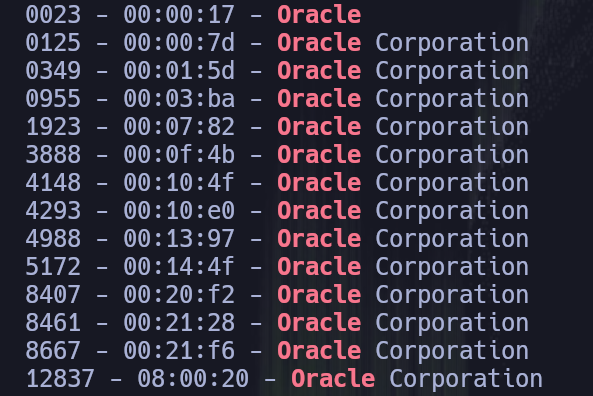 0023 - 00:00:17 - Oracle
0125 - 00:00:7d - Oracle Corporation
0349 - 00:01:5d - Oracle Corporation
0955 - 00:03:ba - Oracle Corporation
1923 - 00:07:82 - Oracle Corporation
3888 - 00:0f:4b - Oracle Corporation
4148 - 00:10:4f - Oracle Corporation
4293 - 00:10:e0 - Oracle Corporation
4988 - 00:13:97 - Oracle Corporation
5172 - 00:14:4f - Oracle Corporation
8407 - 00:20:f2 - Oracle Corporation
8461 - 00:21:28 - Oracle Corporation
8667 - 00:21:f6 - Oracle Corporation
12837 - 08:00:20 - Oracle Corporation